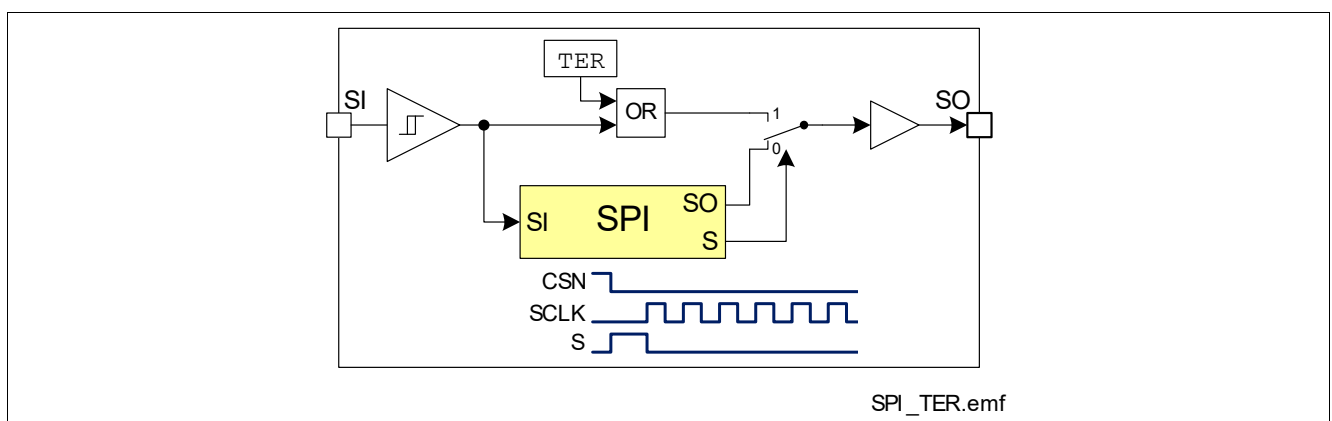 TER
SI
SO
OR
1
0
SO
SI
SPI
S
CSN
SCLK
S
SPI_TER.emf